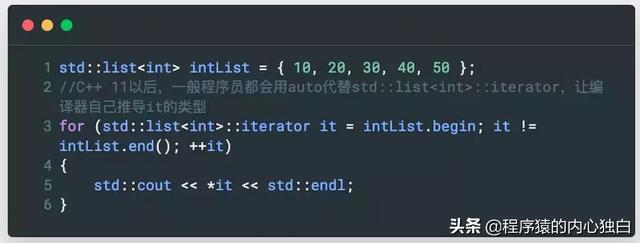 1 std::list<int> intList = { 10, 20, 30, 40, 50 };
2 //C++ 11以后，一般程序员都会用auto代替std::list<int>::iterator，让编
译器自己推导it的类型
3 for (std::list<int>::iterator it = intList.begin; it !=
intList.end(); ++it)
4 {
5     std::cout << *it << std::endl;
6 }
头条 @程序猿的内心独白